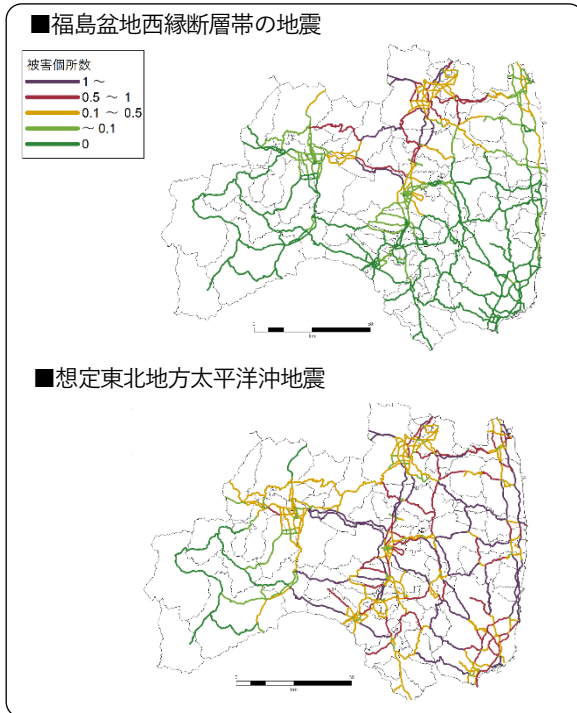 ■福島盆地西縁断層帯の地震
被害個所数
1 ～
0.5 ～ 1
0.1 ～ 0.5
～ 0.1
0
■想定東北地方太平洋沖地震